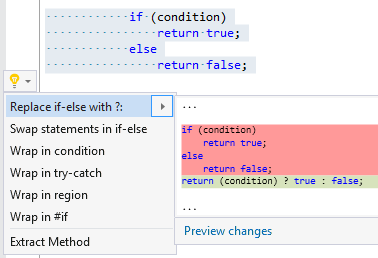 if (condition)
return true;
else
return false;
Replace if-else with ?:
Swap statements in if-else
Wrap in condition
Wrap in try-catch
Wrap in region
Wrap in #if
Extract Method
...
if (condition)
return true;
else
return false;
return (condition) ? true : false;
...
Preview changes